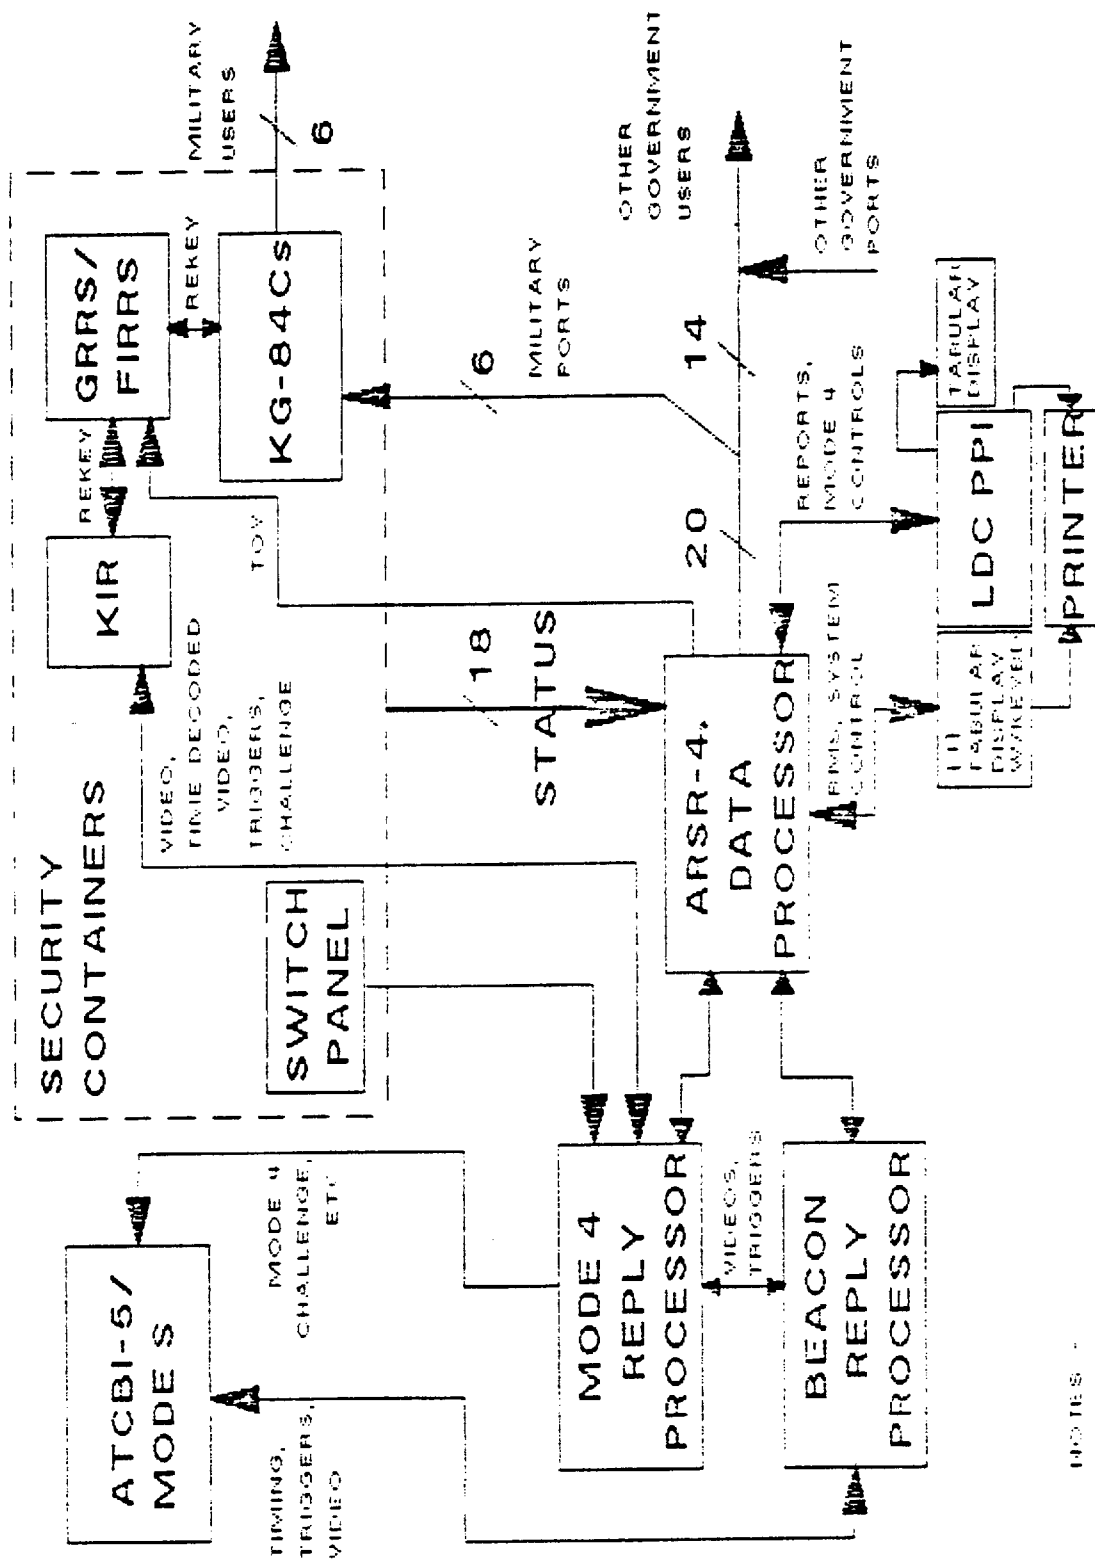 SECURITY
CONTAINERS
ATCBI-5/
MODE S
TIMING,
TRIGGERS,
VIDEO
MODE 4
CHALLENGE,
SWITCH
PANEL
VIDEO,
TIME DECODED
VIDEO,
TRIGGERS,
CHALLENGE
KIR
REKEY
GRRS/
FIRRS
REKEY
KG-84Cs
MILITARY
USERS
6
18
STATUS
6
MILITARY
PORTS
MODE 4
REPLY
PROCESSOR
VIDEOS,
TRIGGERS
BEACON
REPLY
PROCESSOR
ARSR-4
DATA
PROCESSOR
20
14
OTHER
GOVERNMENT
USERS
OTHER
GOVERNMENT
PORTS
RMS, SYSTEM
CONTROL
REPORTS,
MODE 4
CONTROLS
DISPLAY
LDC PPI
TABULAR
DISPLAY
PRINTER
NOTES -